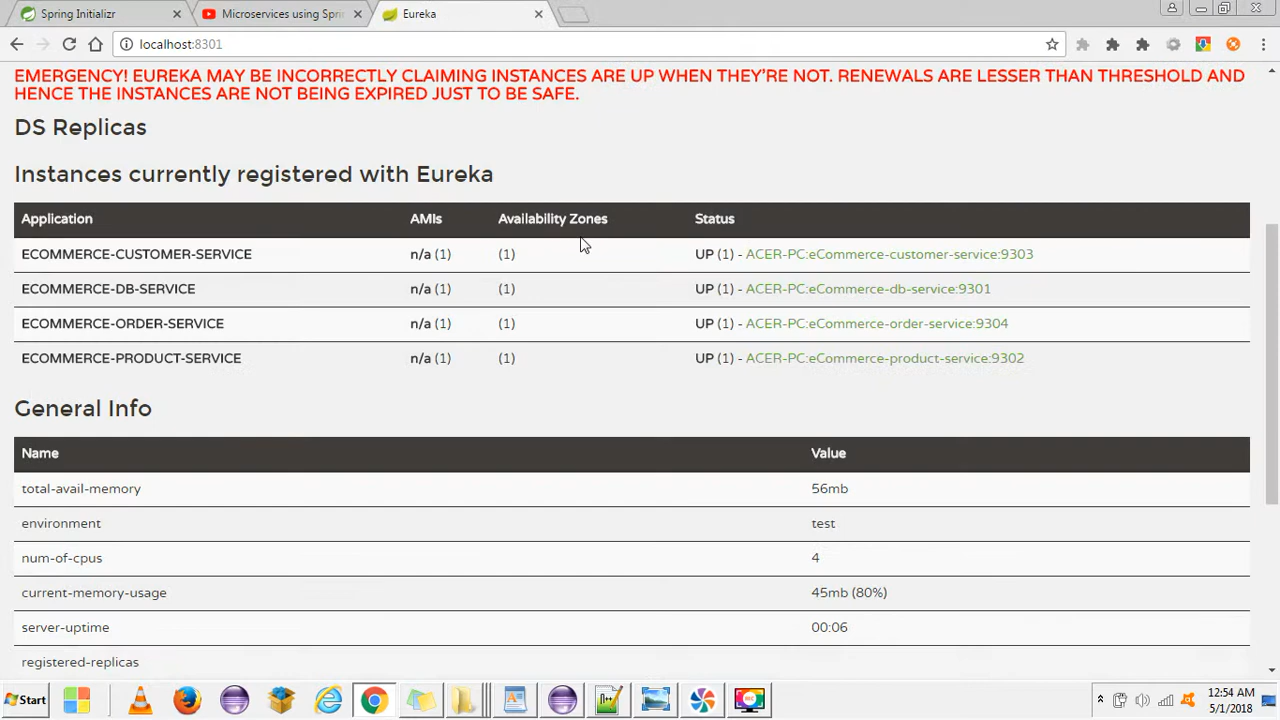 Spring Initializr
Microservices using Spri
Eureka
localhost:8301
EMERGENCY! EUREKA MAY BE INCORRECTLY CLAIMING INSTANCES ARE UP WHEN THEY'RE NOT. RENEWALS ARE LESSER THAN THRESHOLD AND
HENCE THE INSTANCES ARE NOT BEING EXPIRED JUST TO BE SAFE.
DS Replicas
Instances currently registered with Eureka
Application AMIs Availability Zones Status
ECOMMERCE-CUSTOMER-SERVICE n/a (1) (1) UP (1) - ACER-PC:eCommerce-customer-service:9303
ECOMMERCE-DB-SERVICE n/a (1) (1) UP (1) - ACER-PC:eCommerce-db-service:9301
ECOMMERCE-ORDER-SERVICE n/a (1) (1) UP (1) - ACER-PC:eCommerce-order-service:9304
ECOMMERCE-PRODUCT-SERVICE n/a (1) (1) UP (1) - ACER-PC:eCommerce-product-service:9302
General Info
Name Value
total-avail-memory 56mb
environment test
num-of-cpus 4
current-memory-usage 45mb (80%)
server-uptime 00:06
registered-replicas
Start
12:54 AM
5/1/2018